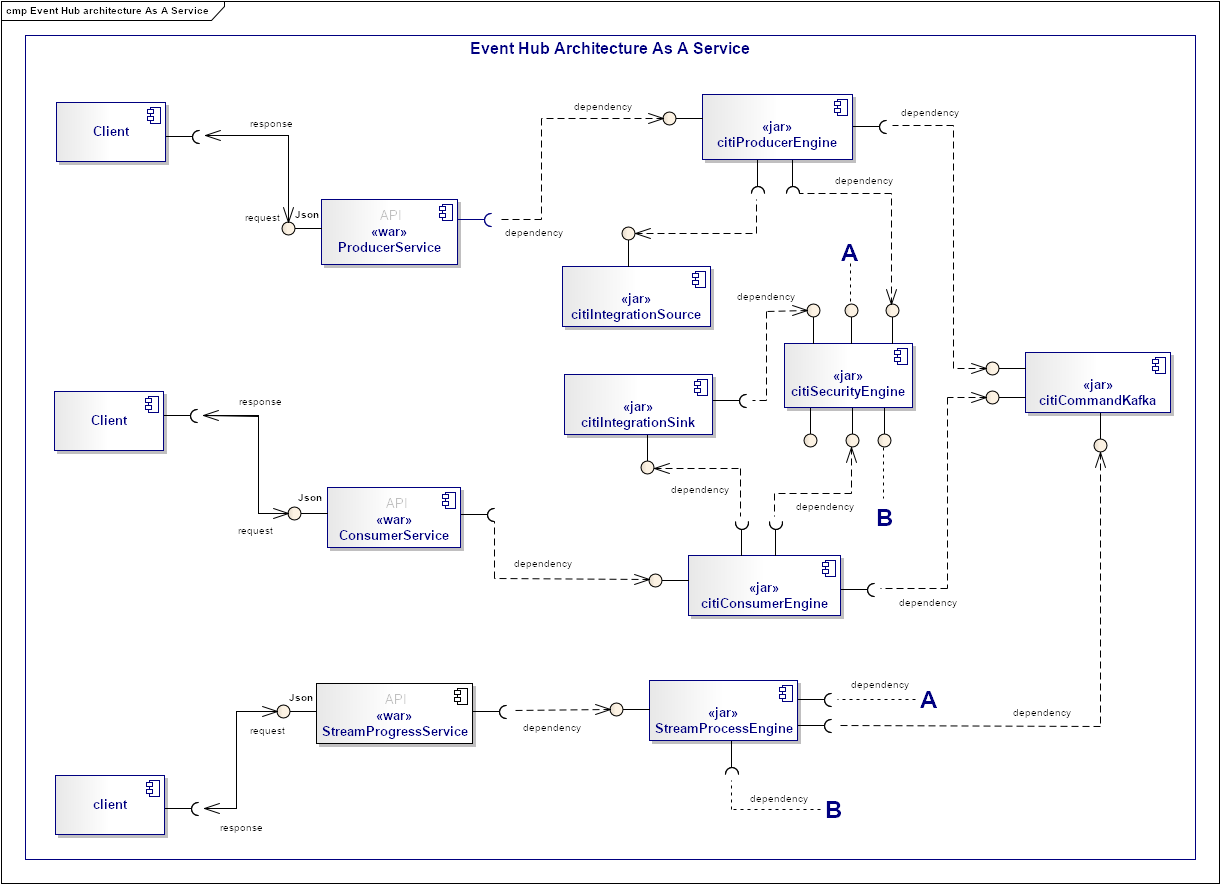 cmp Event Hub architecture As A Service
Event Hub Architecture As A Service
Client
response
request
Json
API
«war»
ProducerService
dependency
dependency
«jar»
citiProducerEngine
dependency
dependency
«jar»
citiIntegrationSource
A
dependency
«jar»
citiSecurityEngine
«jar»
citiIntegrationSink
«jar»
citiCommandKafka
Client
response
Json
request
API
«war»
ConsumerService
dependency
dependency
dependency
B
«jar»
citiConsumerEngine
dependency
Json
request
API
«war»
StreamProgressService
dependency
«jar»
StreamProcessEngine
dependency
A
dependency
client
response
dependency
B